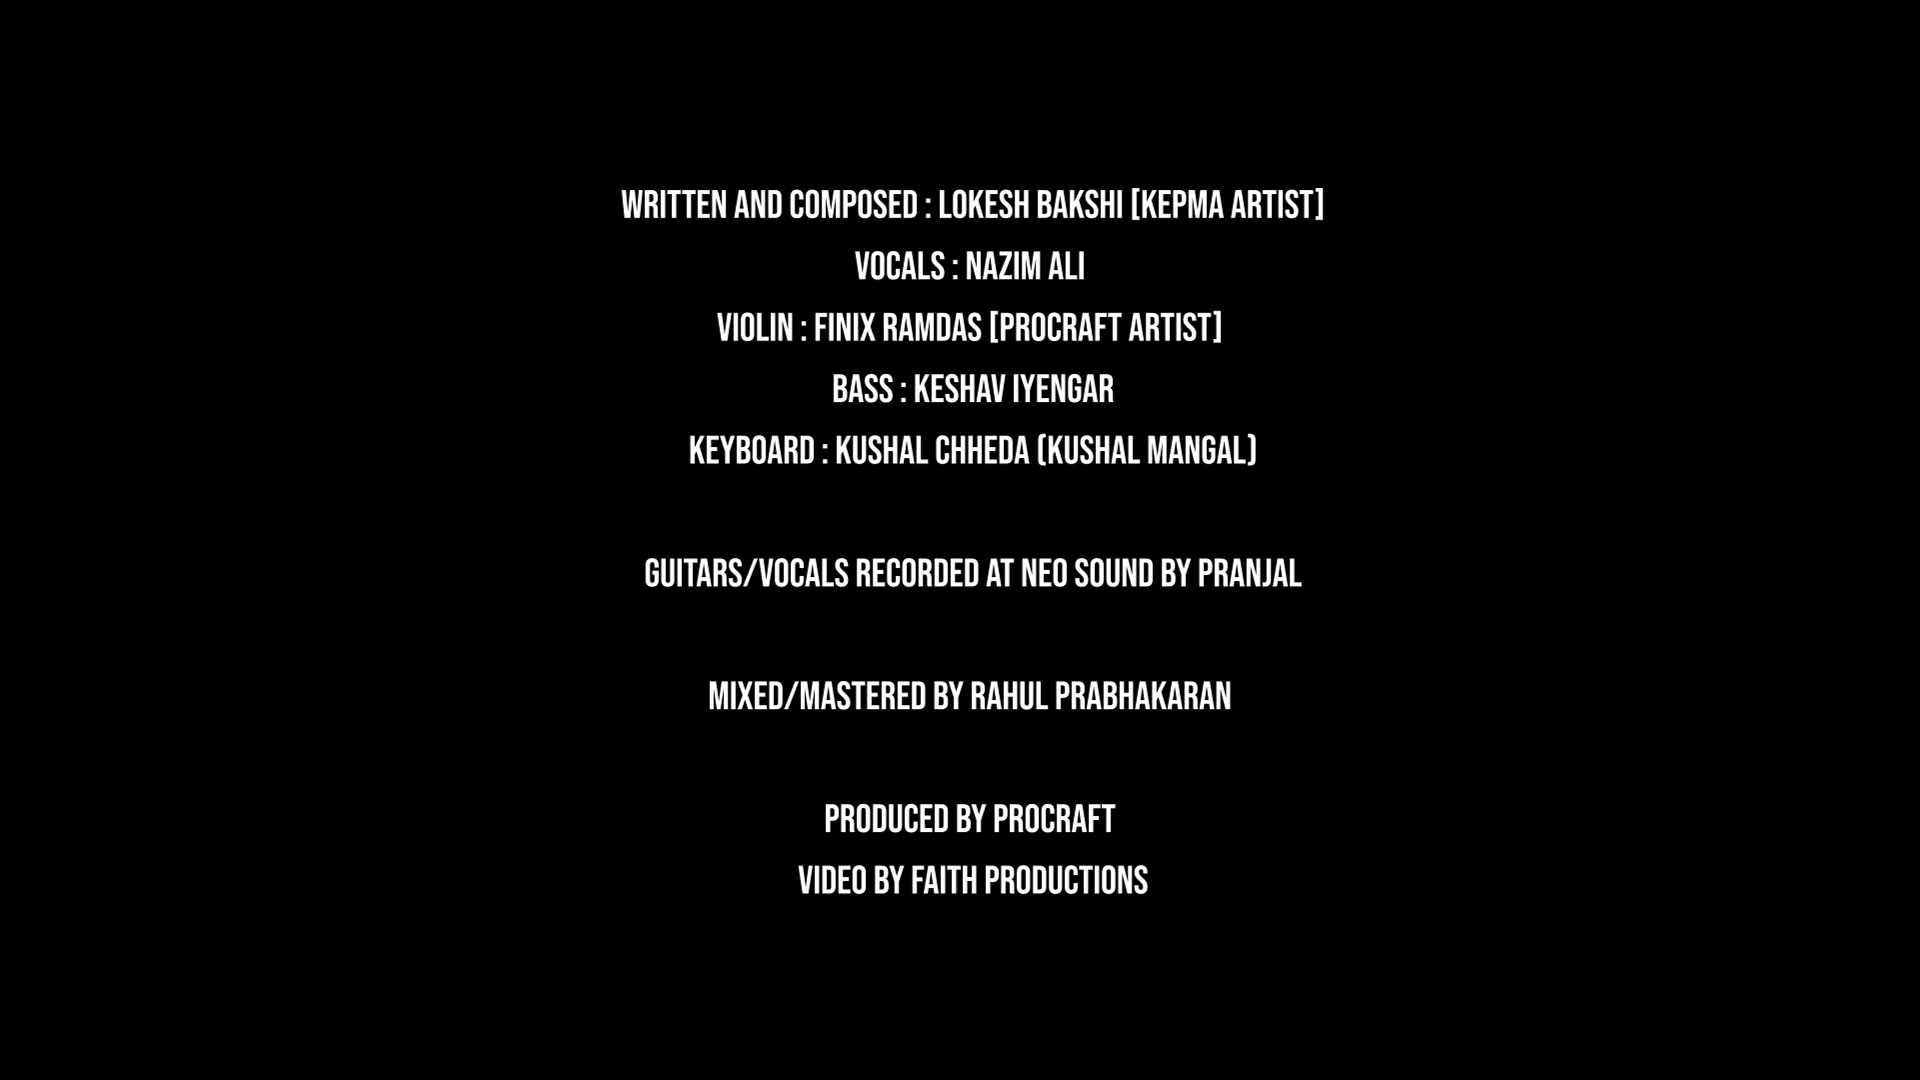 WRITTEN AND COMPOSED : LOKESH BAKSHI [KEPMA ARTIST]
VOCALS : NAZIM ALI
VIOLIN : FINIX RAMDAS [PROCRAFT ARTIST]
BASS : KESHAV IYENGAR
KEYBOARD : KUSHAL CHHEDA (KUSHAL MANGAL)
GUITARS/VOCALS RECORDED AT NEO SOUND BY PRANJAL
MIXED/MASTERED BY RAHUL PRABHAKARAN
PRODUCED BY PROCRAFT
VIDEO BY FAITH PRODUCTIONS